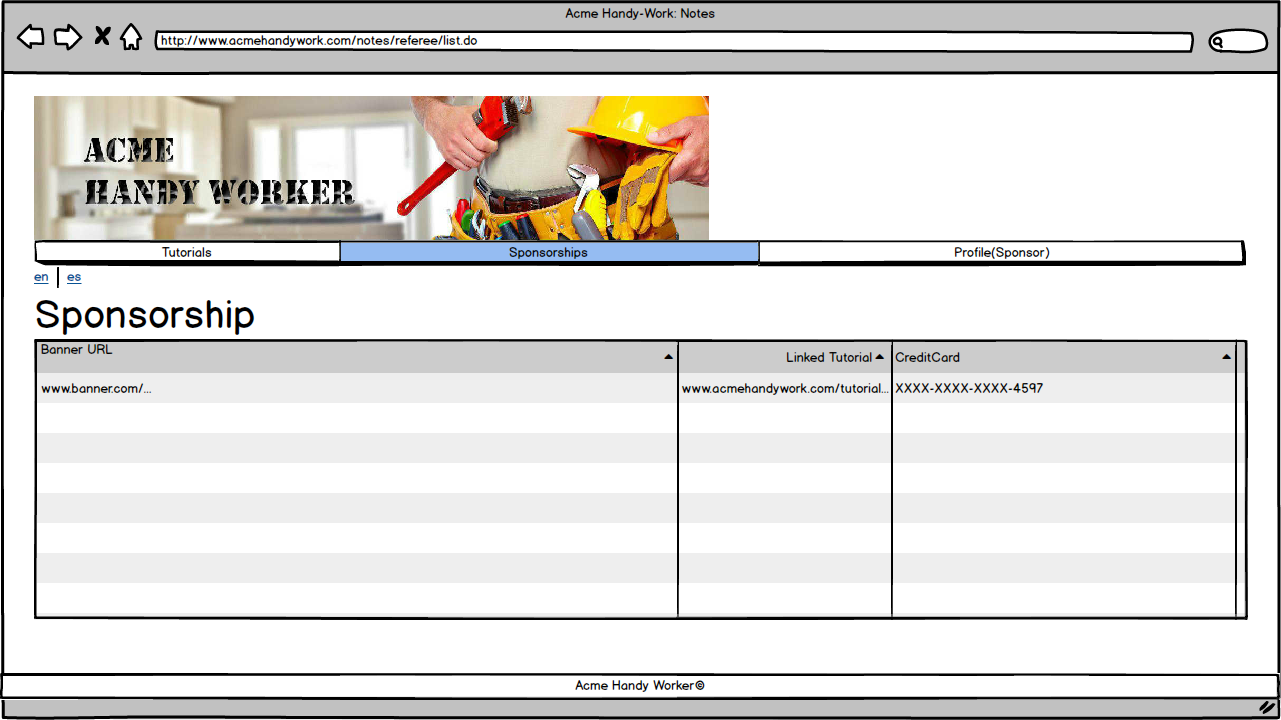 Acme Handy-Work: Notes
http://www.acmehandywork.com/notes/referee/list.do
ACME
HANDY WORKER
Tutorials Sponsorships Profile(Sponsor)
en es
Sponsorship
Banner URL Linked Tutorial CreditCard
www.banner.com/... www.acmehandywork.com/tutorial... XXXX-XXXX-XXXX-4597
Acme Handy Worker©